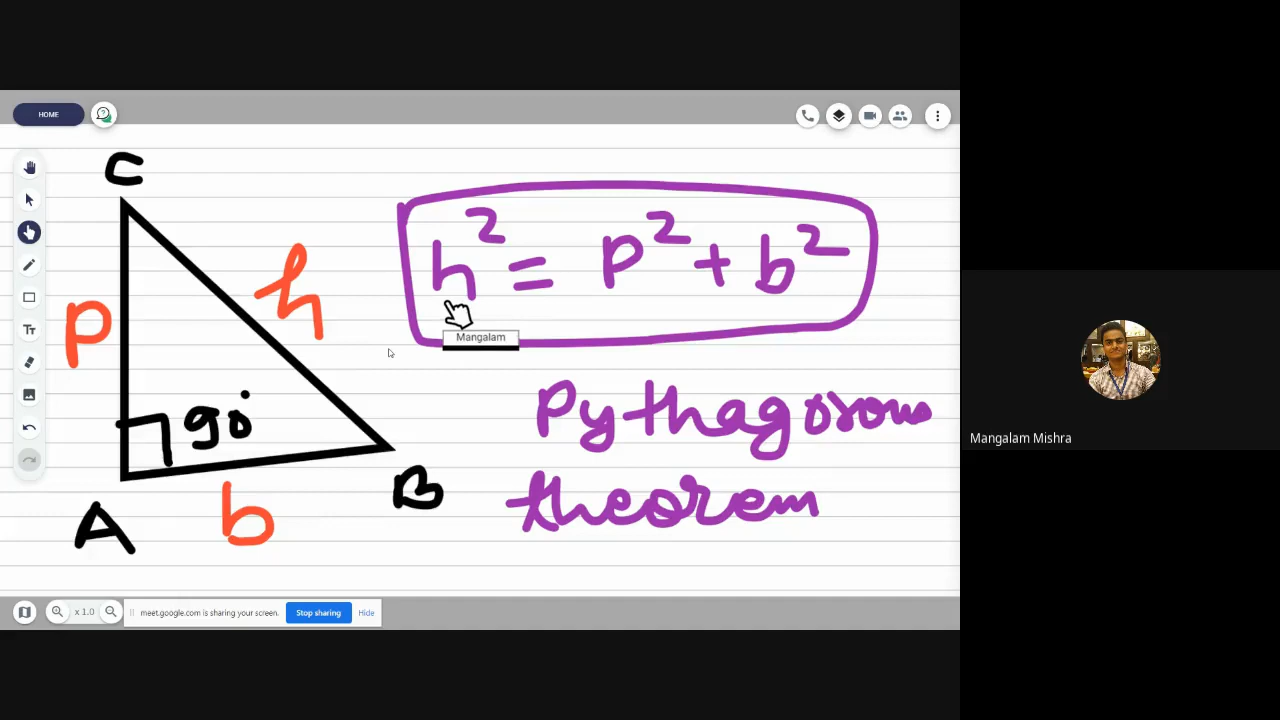 HOME
C
h² = p² + b²
h
p
Mangalam
90°
Pythagorous
B
theorem
b
A
Mangalam Mishra
Tт
x 1.0
meet.google.com is sharing your screen.
Stop sharing
Hide